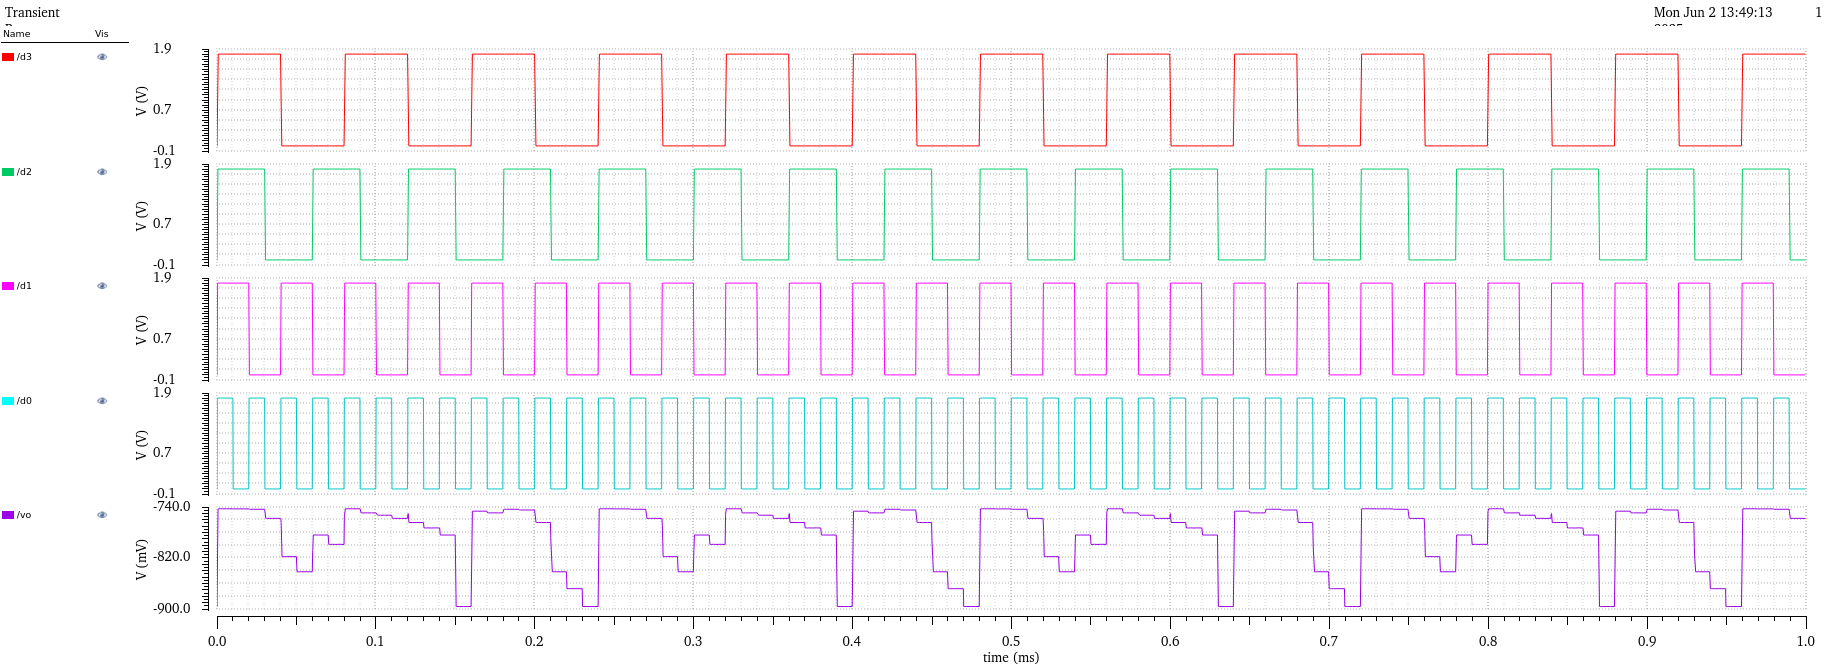 Transient
Mon Jun 2 13:49:13 1
Name Vis
/d3
1.9
V (V)
0.7
-0.1
/d2
1.9
V (V)
0.7
-0.1
/d1
1.9
V (V)
0.7
-0.1
/d0
1.9
V (V)
0.7
-0.1
/vo
-740.0
V (mV)
-820.0
-900.0
0.0 0.1 0.2 0.3 0.4 0.5 0.6 0.7 0.8 0.9 1.0
time (ms)